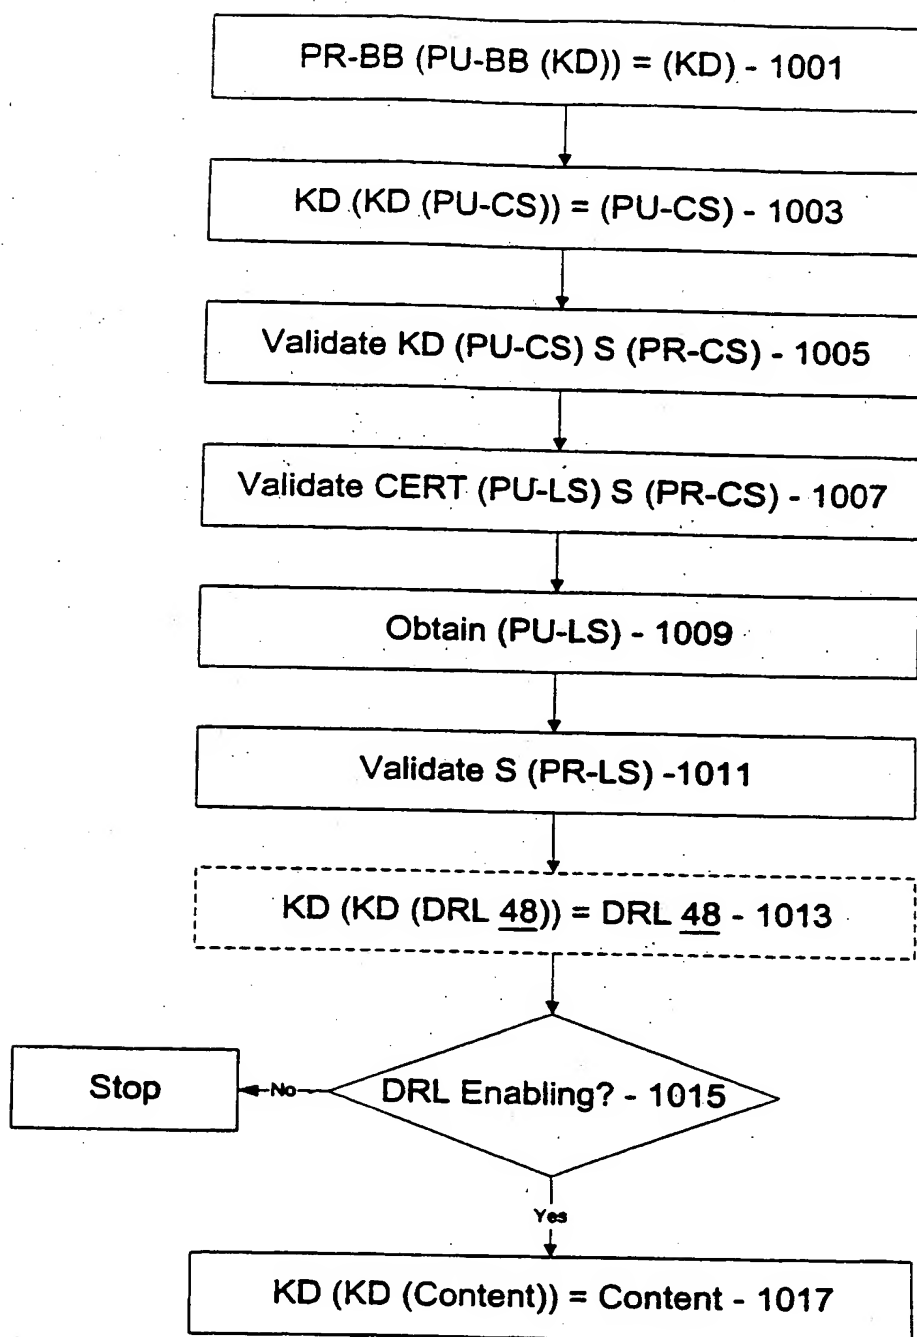 PR-BB (PU-BB (KD)) = (KD) - 1001
KD (KD (PU-CS)) = (PU-CS) - 1003
Validate KD (PU-CS) S (PR-CS) - 1005
Validate CERT (PU-LS) S (PR-CS) - 1007
Obtain (PU-LS) - 1009
Validate S (PR-LS) -1011
KD (KD (DRL 48)) = DRL 48 - 1013
DRL Enabling? - 1015
No
Stop
Yes
KD (KD (Content)) = Content - 1017